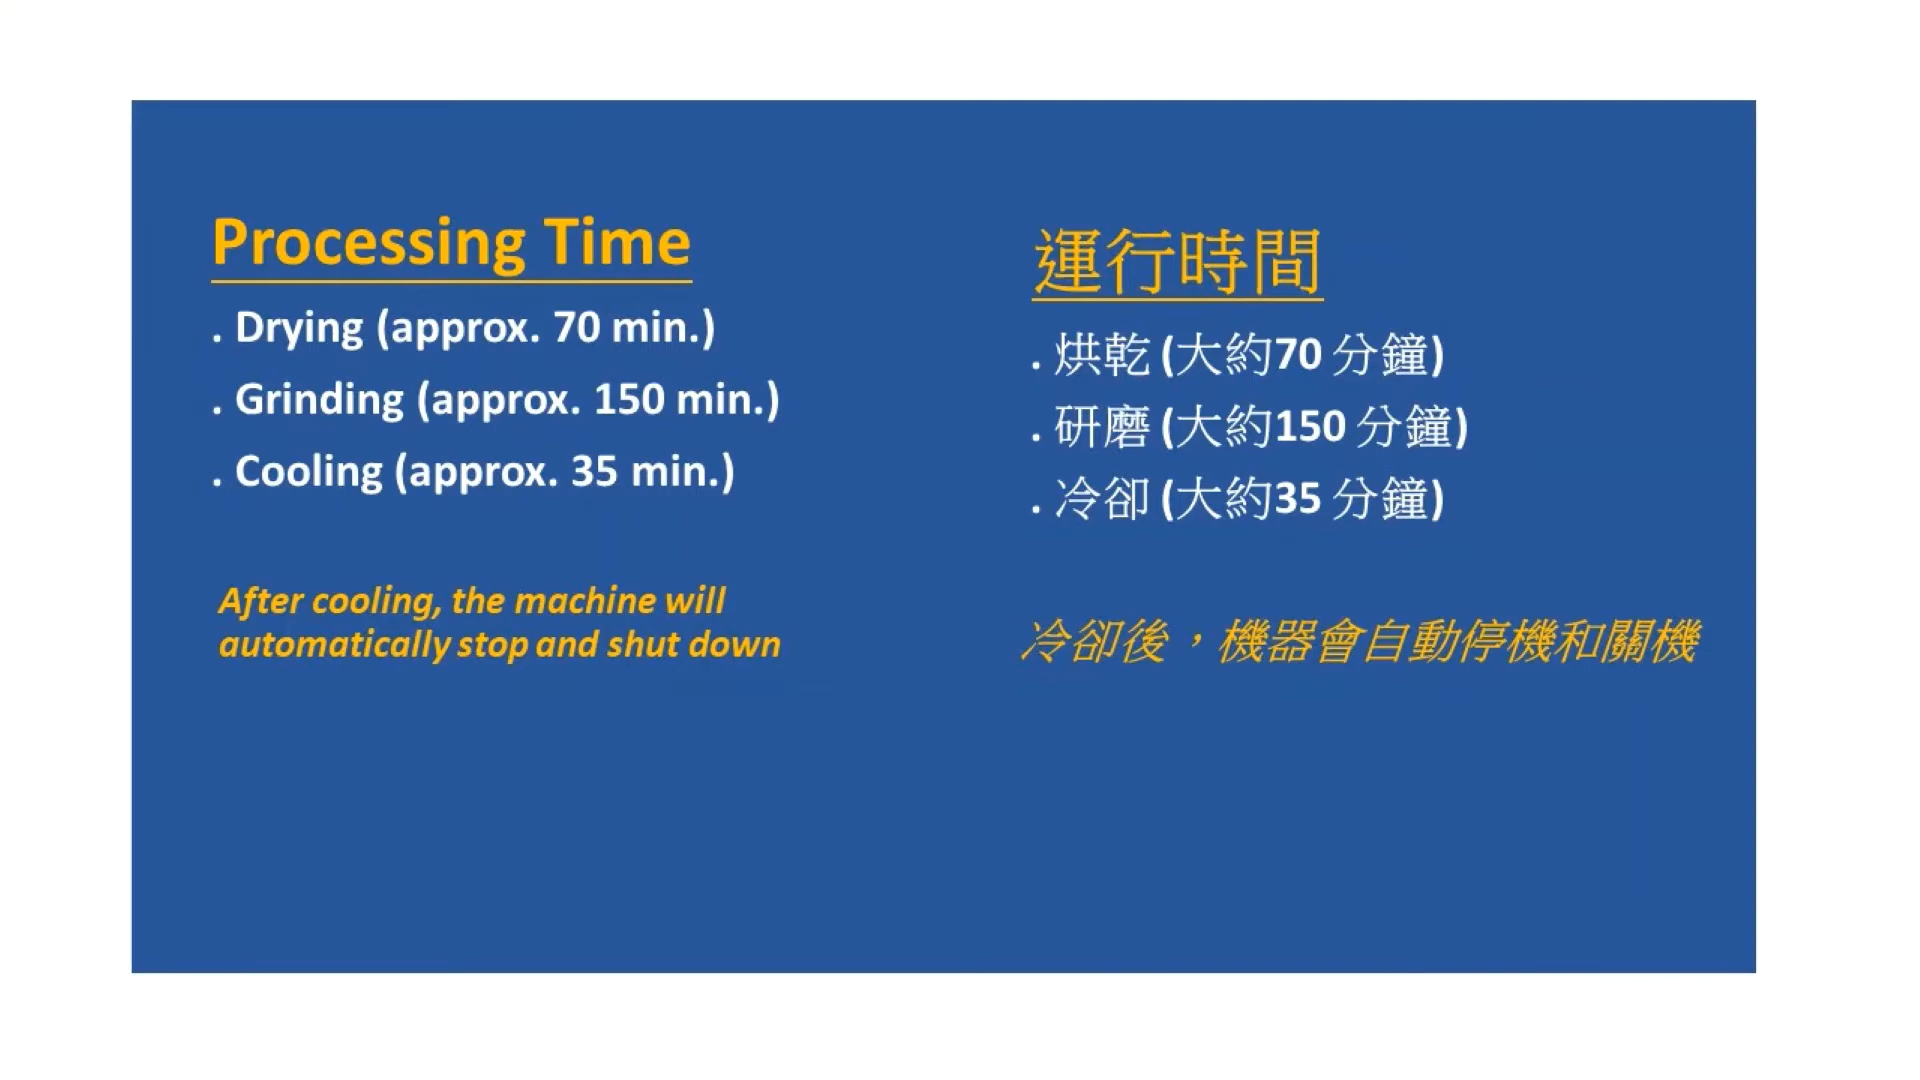 Processing Time
. Drying (approx. 70 min.)
. Grinding (approx. 150 min.)
. Cooling (approx. 35 min.)
After cooling, the machine will
automatically stop and shut down
運行時間
. 烘乾 (大約70 分鐘)
. 研磨 (大約150 分鐘)
. 冷卻 (大約35 分鐘)
冷卻後，機器會自動停機和關機